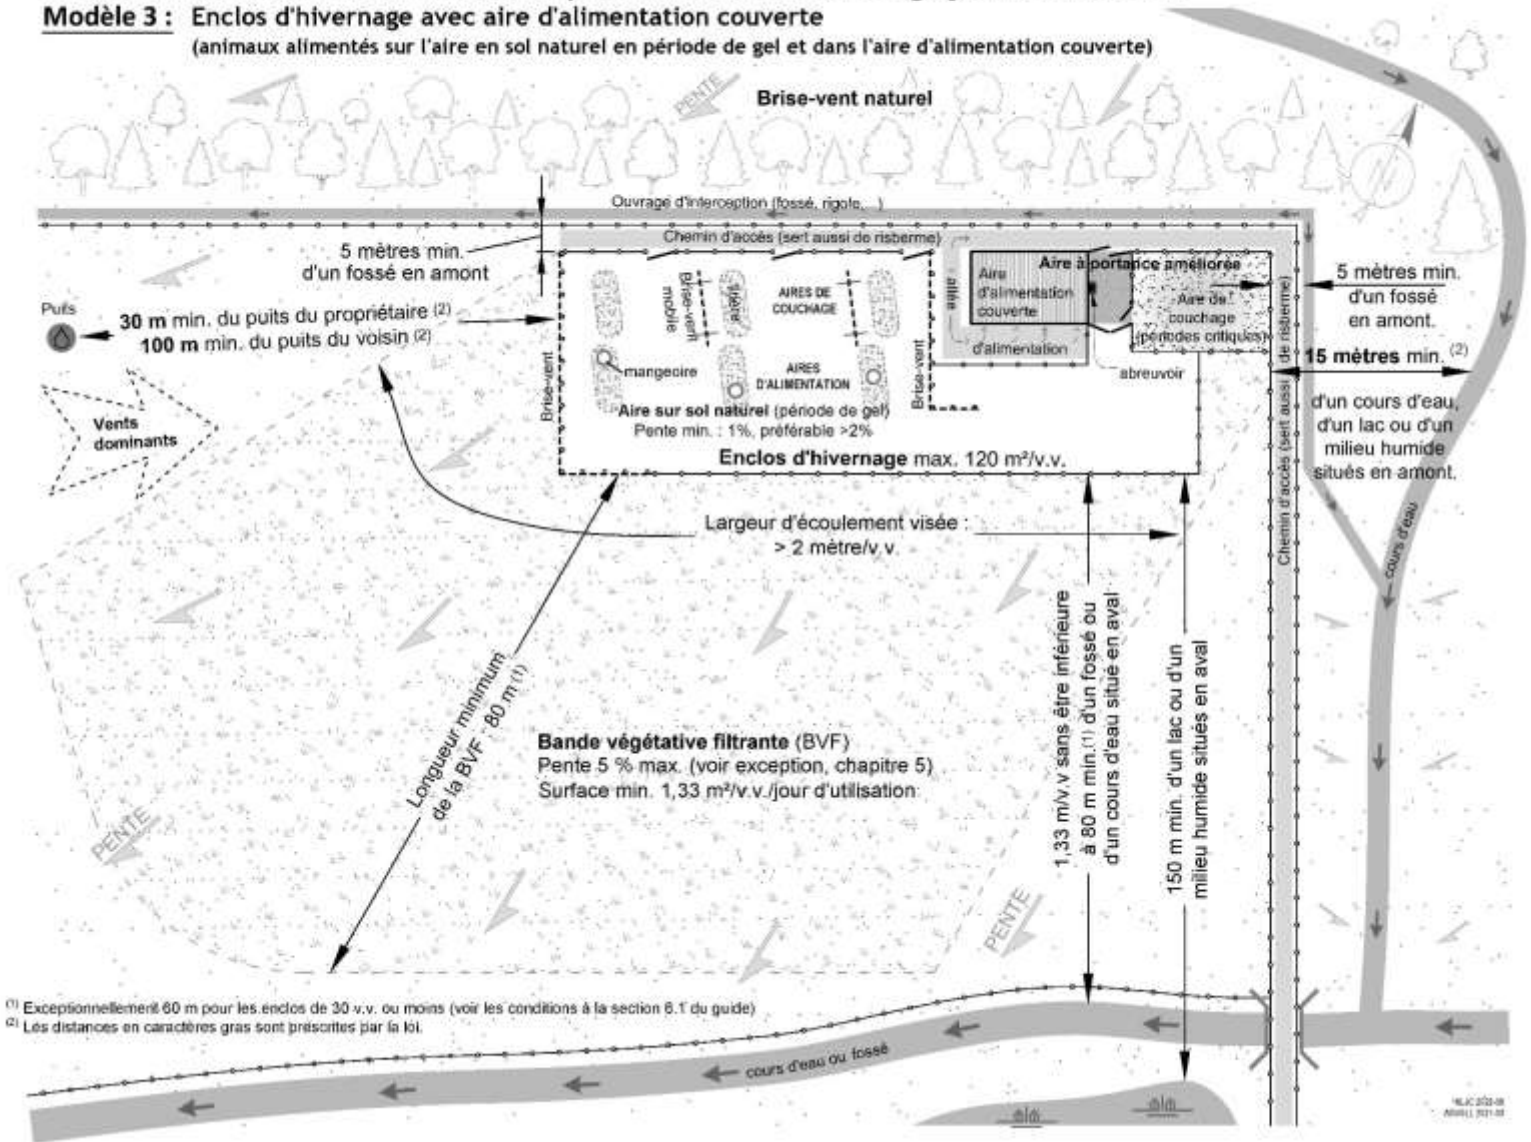 Modèle 3 : Enclos d'hivernage avec aire d'alimentation couverte
(animaux alimentés sur l'aire en sol naturel en période de gel et dans l'aire d'alimentation couverte)
PENTE
Brise-vent naturel
Ouvrage d'interception (fossé, rigole,...)
Chemin d'accès (sert aussi de risberme)
5 mètres min.
d'un fossé en amont
Puits
30 m min. du puits du propriétaire (2)
100 m min. du puits du voisin (2)
Vents
dominants
Brise-vent
Brise-vent
mobile
litière
AIRES DE
COUCHAGE
mangeoire
AIRES
D'ALIMENTATION
Aire sur sol naturel (période de gel)
Pente min. : 1%, préférable >2%
Enclos d'hivernage max. 120 m²/v.v.
Brise-vent
allée
d'alimentation
Aire
d'alimentation
couverte
Aire à portance améliorée
Aire de
couchage
(périodes critiques)
abreuvoir
5 mètres min.
d'un fossé
en amont.
15 mètres min. (2)
d'un cours d'eau,
d'un lac ou d'un
milieu humide
situés en amont.
Chemin d'accès (sert aussi de risberme)
cours d'eau
Largeur d'écoulement visée :
> 2 mètre/v.v.
Longueur minimum
de la BVF : 80 m (1)
Bande végétative filtrante (BVF)
Pente 5 % max. (voir exception, chapitre 5)
Surface min. 1,33 m²/v.v./jour d'utilisation
1,33 m/v.v sans être inférieure
à 80 m min.(1) d'un fossé ou
d'un cours d'eau situé en aval
150 m min. d'un lac ou d'un
milieu humide situés en aval
PENTE
PENTE
(1) Exceptionnellement 60 m pour les enclos de 30 v.v. ou moins (voir les conditions à la section 6.1 du guide)
(2) Les distances en caractères gras sont prescrites par la loi.
cours d'eau ou fossé